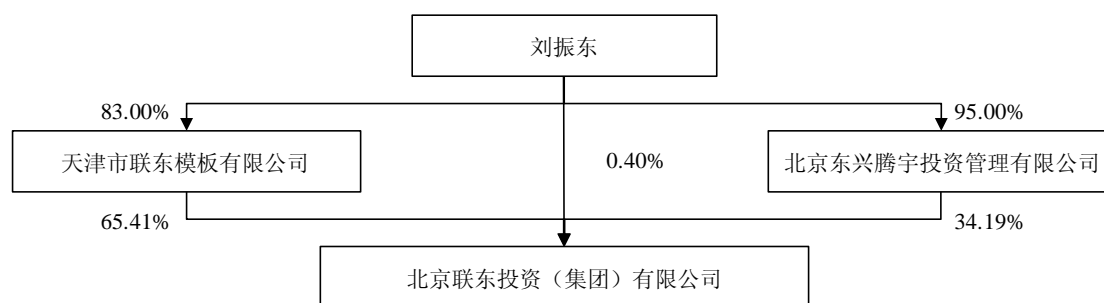 刘振东
83.00%
95.00%
天津市联东模板有限公司
0.40%
北京东兴腾宇投资管理有限公司
65.41%
34.19%
北京联东投资（集团）有限公司